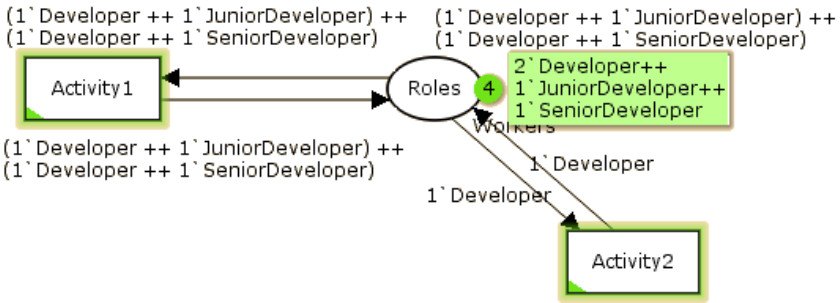 (1`Developer ++ 1`JuniorDeveloper) ++
(1`Developer ++ 1`SeniorDeveloper)
(1`Developer ++ 1`JuniorDeveloper) ++
(1`Developer ++ 1`SeniorDeveloper)
Activity1
Roles
4
2`Developer++
1`JuniorDeveloper++
1`SeniorDeveloper
Workers
(1`Developer ++ 1`JuniorDeveloper) ++
(1`Developer ++ 1`SeniorDeveloper)
1`Developer
1`Developer
Activity2